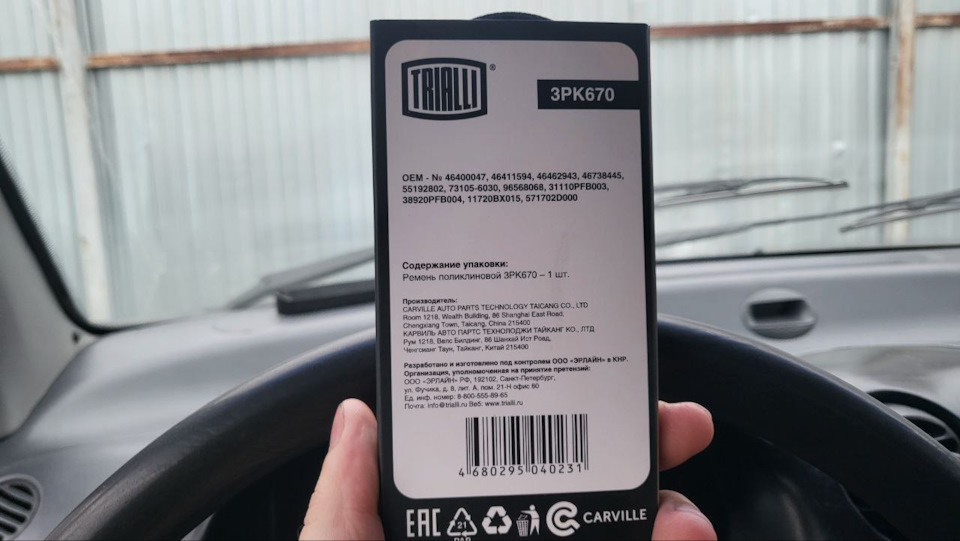 TRIALLI®
3PK670
OEM - № 46400047, 46411594, 46462943, 46738445,
55192802, 73105-6030, 96568068, 31110PFB003,
38920PFB004, 11720BX015, 571702D000
Содержание упаковки:
Ремень поликлиновой 3PK670 – 1 шт.
Производитель:
CARVILLE AUTO PARTS TECHNOLOGY TAICANG CO., LTD
Room 1218, Wealth Building, 86 Shanghai East Road,
Chengxiang Town, Taicang, China 215400
КАРВИЛЬ АВТО ПАРТС ТЕХНОЛОДЖИ ТАЙКАНГ КО., ЛТД
Рум 1218, Велс Билдинг, 86 Шанхай Ист Роад,
Ченгсманг Таун, Тайканг, Китай 215400
Разработано и изготовлено под контролем ООО «ЭРЛАЙН» в КНР.
Организация, уполномоченная на принятие претензий:
ООО «ЭРЛАЙН» РФ, 192102, Санкт-Петербург,
ул. Фучика, д. 9, лит. А, пом. 21-Н офис 60
Ед. инф. номер: 8-800-555-89-65
Почта: info@trialli.ru Веб: www.trialli.ru
4 680295 040231
EAC 21 PAP CARVILLE